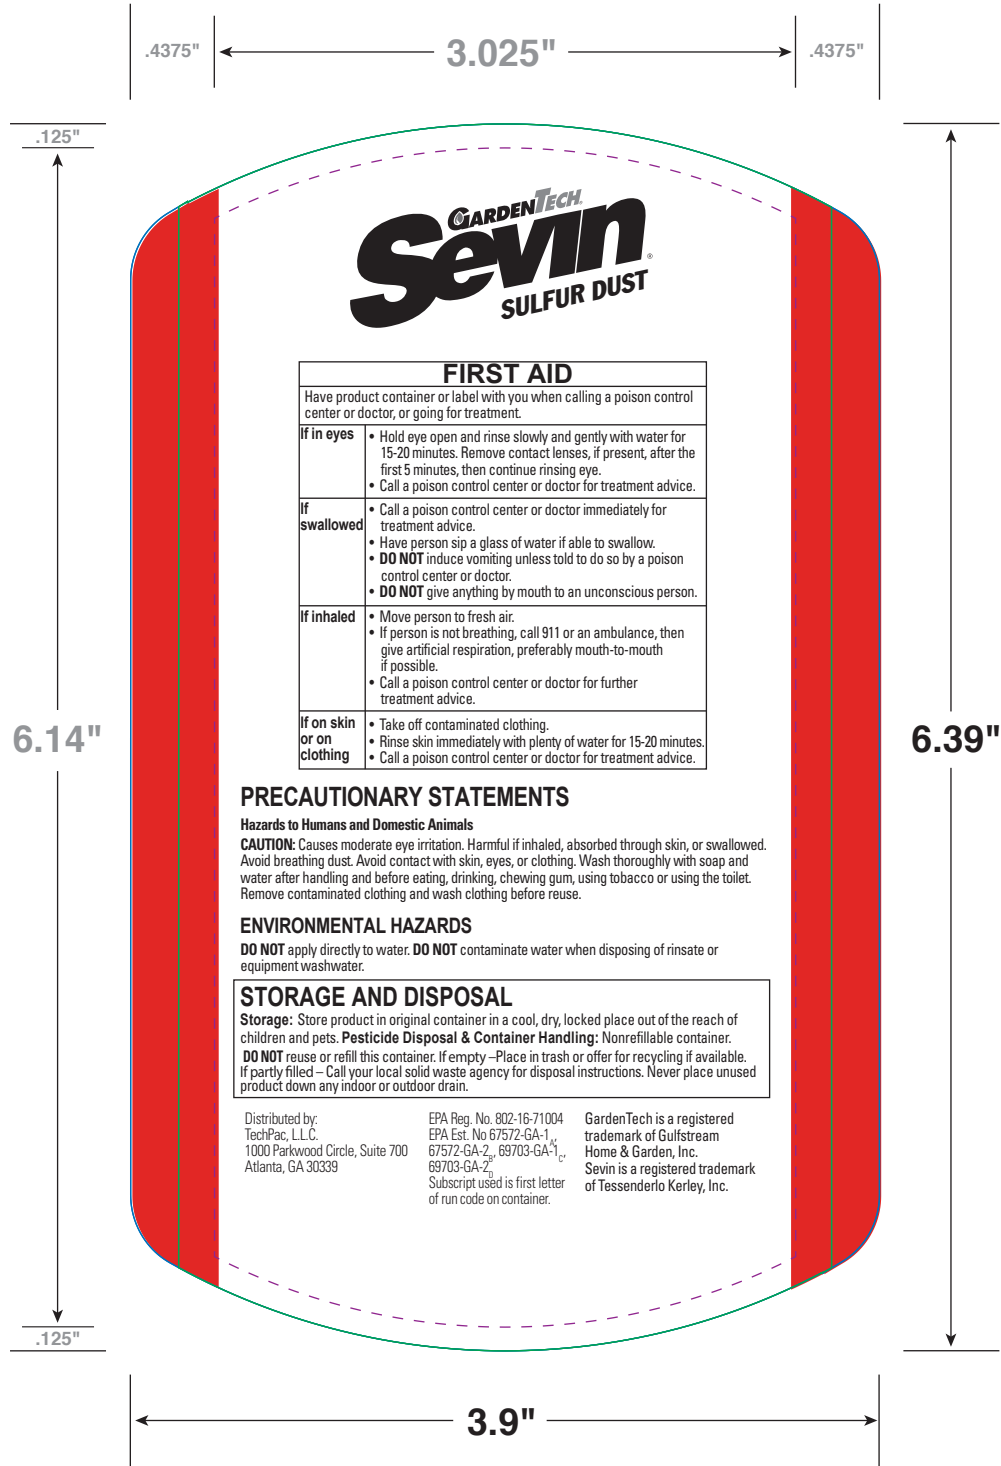 .4375"
3.025"
.4375"
.125"
GARDENTECH®
Sevin®
SULFUR DUST
FIRST AID
Have product container or label with you when calling a poison control
center or doctor, or going for treatment.
If in eyes
• Hold eye open and rinse slowly and gently with water for
15-20 minutes. Remove contact lenses, if present, after the
first 5 minutes, then continue rinsing eye.
• Call a poison control center or doctor for treatment advice.
If
swallowed
• Call a poison control center or doctor immediately for
treatment advice.
• Have person sip a glass of water if able to swallow.
• DO NOT induce vomiting unless told to do so by a poison
control center or doctor.
• DO NOT give anything by mouth to an unconscious person.
If inhaled
• Move person to fresh air.
• If person is not breathing, call 911 or an ambulance, then
give artificial respiration, preferably mouth-to-mouth
if possible.
• Call a poison control center or doctor for further
treatment advice.
If on skin
or on
clothing
• Take off contaminated clothing.
• Rinse skin immediately with plenty of water for 15-20 minutes.
• Call a poison control center or doctor for treatment advice.
6.14"
6.39"
PRECAUTIONARY STATEMENTS
Hazards to Humans and Domestic Animals
CAUTION: Causes moderate eye irritation. Harmful if inhaled, absorbed through skin, or swallowed.
Avoid breathing dust. Avoid contact with skin, eyes, or clothing. Wash thoroughly with soap and
water after handling and before eating, drinking, chewing gum, using tobacco or using the toilet.
Remove contaminated clothing and wash clothing before reuse.
ENVIRONMENTAL HAZARDS
DO NOT apply directly to water. DO NOT contaminate water when disposing of rinsate or
equipment washwater.
STORAGE AND DISPOSAL
Storage: Store product in original container in a cool, dry, locked place out of the reach of
children and pets. Pesticide Disposal & Container Handling: Nonrefillable container.
DO NOT reuse or refill this container. If empty –Place in trash or offer for recycling if available.
If partly filled – Call your local solid waste agency for disposal instructions. Never place unused
product down any indoor or outdoor drain.
Distributed by:
TechPac, L.L.C.
1000 Parkwood Circle, Suite 700
Atlanta, GA 30339
EPA Reg. No. 802-16-71004
EPA Est. No 67572-GA-1A,
67572-GA-2B, 69703-GA-1C,
69703-GA-2D
Subscript used is first letter
of run code on container.
GardenTech is a registered
trademark of Gulfstream
Home & Garden, Inc.
Sevin is a registered trademark
of Tessenderlo Kerley, Inc.
.125"
3.9"